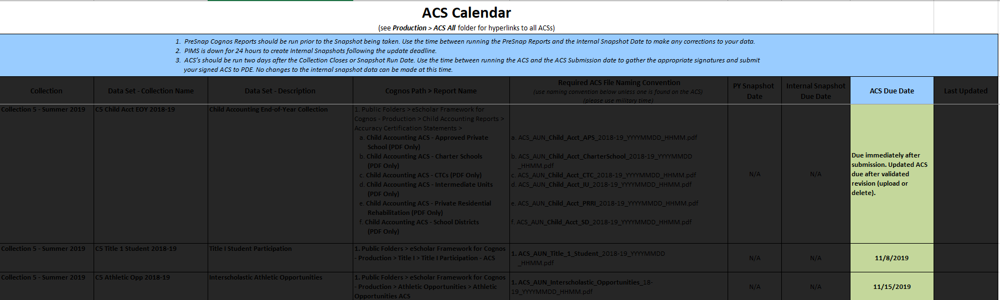 ACS Calendar
(see Production > ACS All folder for hyperlinks to all ACSs)
1. PreSnap Cognos Reports should be run prior to the Snapshot being taken. Use the time between running the PreSnap Reports and the Internal Snapshot Date to make any corrections to your data.
2. PIMS is down for 24 hours to create Internal Snapshots following the update deadline.
3. ACS's should be run two days after the Collection Closes or Snapshot Run Date. Use the time between running the ACS and the ACS Submission date to gather the appropriate signatures and submit
your signed ACS to PDE. No changes to the internal snapshot data can be made at this time.
Collection
Data Set - Collection Name
Data Set - Description
Cognos Path > Report Name
Required ACS File Naming Convention
(use naming convention below unless one is found on the ACS)
(please use military time)
PY Snapshot
Date
Internal Snapshot
Due Date
ACS Due Date
Last Updated
Collection 5 - Summer 2019
C5 Child Acct EOY 2018-19
Child Accounting End-of-Year Collection
1. Public Folders > eScholar Framework for
Cognos - Production > Child Accounting Reports >
Accuracy Certification Statements >
a. Child Accounting ACS - Approved Private
School (PDF Only)
b. Child Accounting ACS - Charter Schools
(PDF Only)
c. Child Accounting ACS - CTCs (PDF Only)
d. Child Accounting ACS - Intermediate Units
(PDF Only)
e. Child Accounting ACS - Private Residential
Rehabilitation (PDF Only)
f. Child Accounting ACS - School Districts
(PDF Only)
a. ACS_AUN_Child_Acct_APS_2018-19_YYYYMMDD_HHMM.pdf
b. ACS_AUN_Child_Acct_CharterSchool_2018-19_YYYYMMDD
_HHMM.pdf
c. ACS_AUN_Child_Acct_CTC_2018-19_YYYYMMDD_HHMM.pdf
d. ACS_AUN_Child_Acct_IU_2018-19_YYYYMMDD_HHMM.pdf
e. ACS_AUN_Child_Acct_PRRI_2018-19_YYYYMMDD_HHMM.pdf
f. ACS_AUN_Child_Acct_SD_2018-19_YYYYMMDD_HHMM.pdf
N/A
N/A
Due immediately after
submission. Updated ACS
due after validated
revision (upload or
delete).
Collection 5 - Summer 2019
C5 Title 1 Student 2018-19
Title I Student Participation
1. Public Folders > eScholar Framework for Cognos
- Production > Title I > Title I Participation - ACS
1. ACS_AUN_Title_1_Student_2018-19_YYYYMMDD
_HHMM.pdf
N/A
N/A
11/8/2019
Collection 5 - Summer 2019
C5 Athletic Opp 2018-19
Interscholastic Athletic Opportunities
1. Public Folders > eScholar Framework for Cognos
- Production > Athletic Opportunities > Athletic
Opportunities ACS
1. ACS_AUN_Interscholastic_Opportunities_18-
19_YYYYMMDD_HHMM.pdf
N/A
N/A
11/15/2019